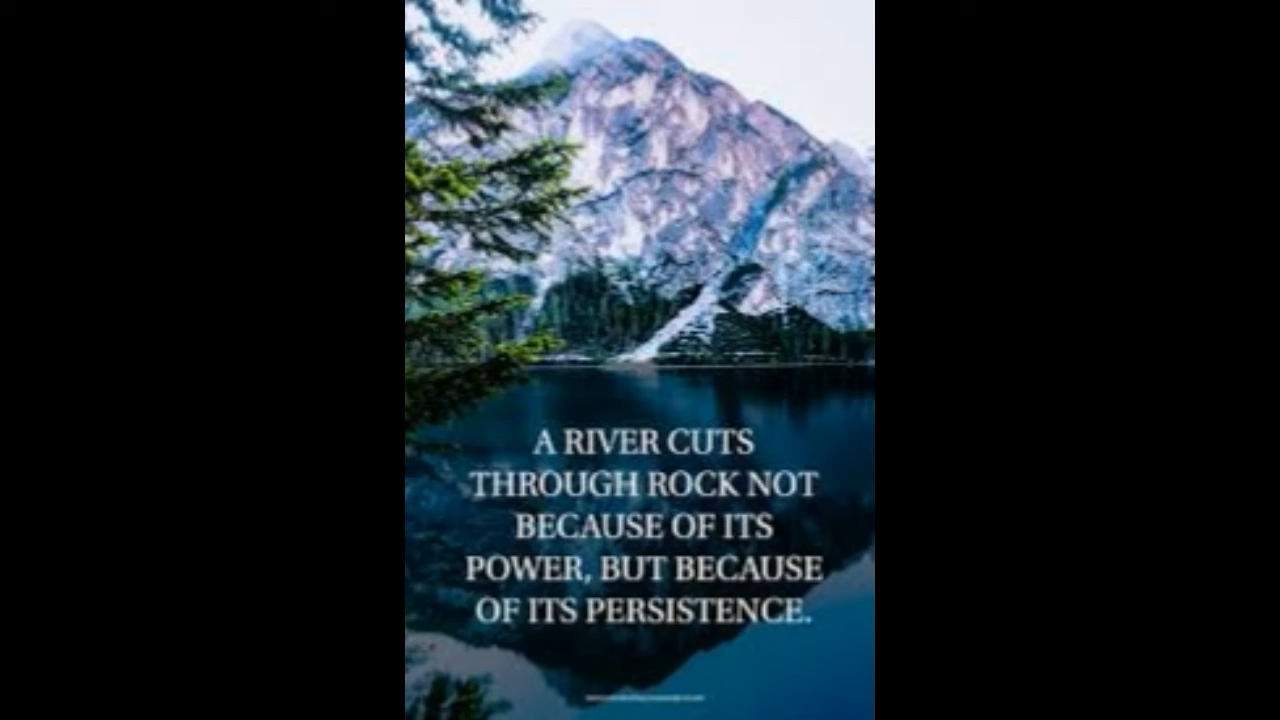 A RIVER CUTS
THROUGH ROCK NOT
BECAUSE OF ITS
POWER, BUT BECAUSE
OF ITS PERSISTENCE.